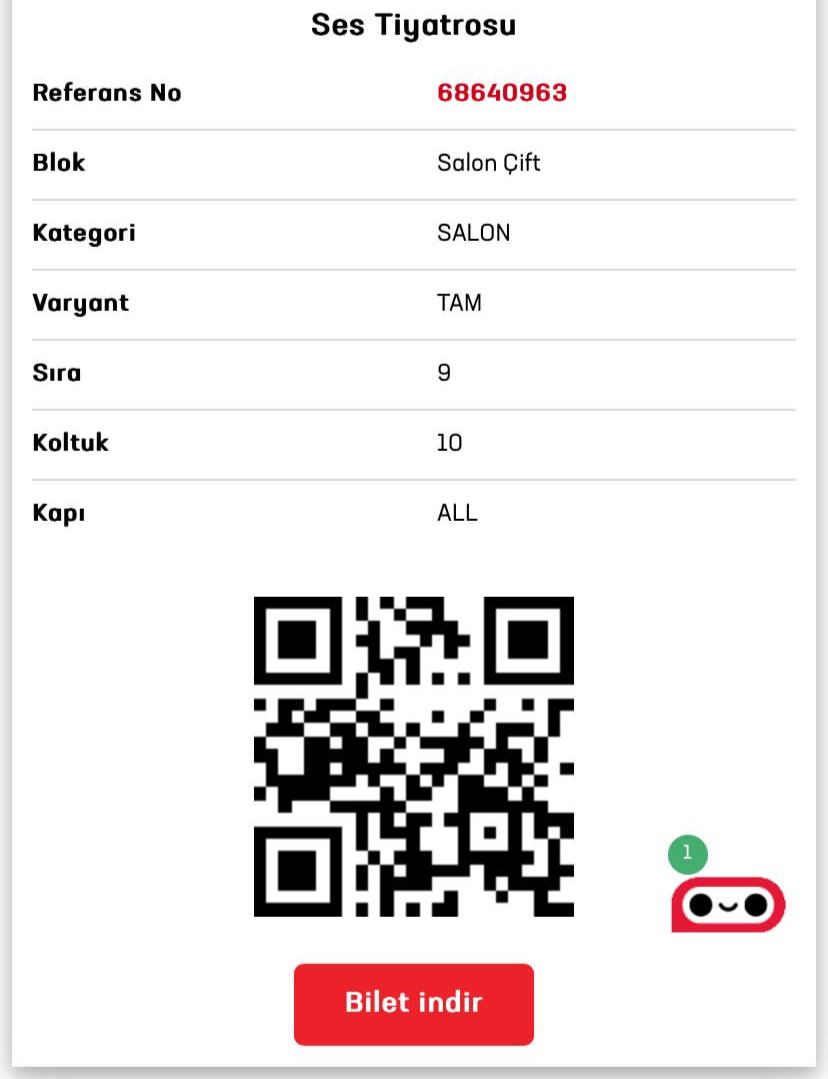 Ses Tiyatrosu
Referans No 68640963
Blok Salon Çift
Kategori SALON
Varyant TAM
Sıra 9
Koltuk 10
Kapı ALL
1
Bilet indir